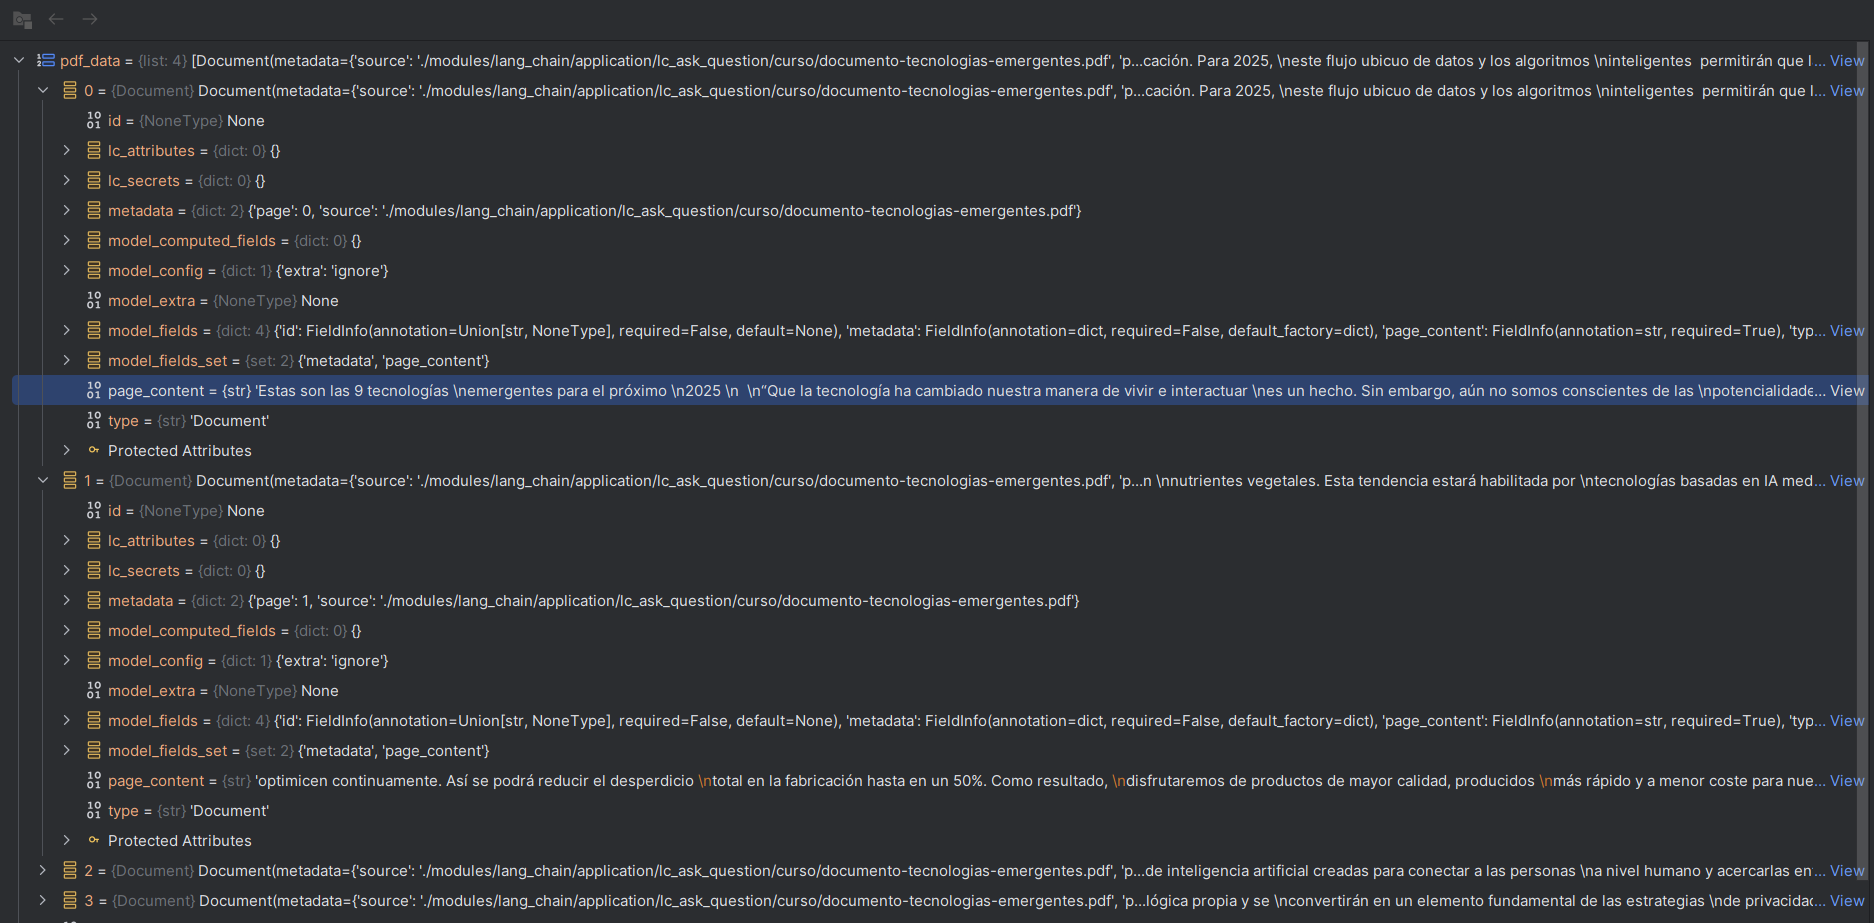 pdf_data = {list: 4} [Document(metadata={'source': './modules/lang_chain/application/lc_ask_question/curso/documento-tecnologias-emergentes.pdf', 'p...cación. Para 2025, \neste flujo ubicuo de datos y los algoritmos \ninteligentes  permitirán que l... View
0 = {Document} Document(metadata={'source': './modules/lang_chain/application/lc_ask_question/curso/documento-tecnologias-emergentes.pdf', 'p...cación. Para 2025, \neste flujo ubicuo de datos y los algoritmos \ninteligentes  permitirán que l... View
id = {NoneType} None
lc_attributes = {dict: 0} {}
lc_secrets = {dict: 0} {}
metadata = {dict: 2} {'page': 0, 'source': './modules/lang_chain/application/lc_ask_question/curso/documento-tecnologias-emergentes.pdf'}
model_computed_fields = {dict: 0} {}
model_config = {dict: 1} {'extra': 'ignore'}
model_extra = {NoneType} None
model_fields = {dict: 4} {'id': FieldInfo(annotation=Union[str, NoneType], required=False, default=None), 'metadata': FieldInfo(annotation=dict, required=False, default_factory=dict), 'page_content': FieldInfo(annotation=str, required=True), 'typ... View
model_fields_set = {set: 2} {'metadata', 'page_content'}
page_content = {str} 'Estas son las 9 tecnologías \nemergentes para el próximo \n2025 \n  \n“Que la tecnología ha cambiado nuestra manera de vivir e interactuar \nes un hecho. Sin embargo, aún no somos conscientes de las \npotencialidade... View
type = {str} 'Document'
Protected Attributes
1 = {Document} Document(metadata={'source': './modules/lang_chain/application/lc_ask_question/curso/documento-tecnologias-emergentes.pdf', 'p...n \nnutrientes vegetales. Esta tendencia estará habilitada por \ntecnologías basadas en IA med... View
id = {NoneType} None
lc_attributes = {dict: 0} {}
lc_secrets = {dict: 0} {}
metadata = {dict: 2} {'page': 1, 'source': './modules/lang_chain/application/lc_ask_question/curso/documento-tecnologias-emergentes.pdf'}
model_computed_fields = {dict: 0} {}
model_config = {dict: 1} {'extra': 'ignore'}
model_extra = {NoneType} None
model_fields = {dict: 4} {'id': FieldInfo(annotation=Union[str, NoneType], required=False, default=None), 'metadata': FieldInfo(annotation=dict, required=False, default_factory=dict), 'page_content': FieldInfo(annotation=str, required=True), 'typ... View
model_fields_set = {set: 2} {'metadata', 'page_content'}
page_content = {str} 'optimicen continuamente. Así se podrá reducir el desperdicio \ntotal en la fabricación hasta en un 50%. Como resultado, \ndisfrutaremos de productos de mayor calidad, producidos \nmás rápido y a menor coste para nue... View
type = {str} 'Document'
Protected Attributes
2 = {Document} Document(metadata={'source': './modules/lang_chain/application/lc_ask_question/curso/documento-tecnologias-emergentes.pdf', 'p...de inteligencia artificial creadas para conectar a las personas \na nivel humano y acercarlas en... View
3 = {Document} Document(metadata={'source': './modules/lang_chain/application/lc_ask_question/curso/documento-tecnologias-emergentes.pdf', 'p...lógica propia y se \nconvertirán en un elemento fundamental de las estrategias \nde privacidad... View